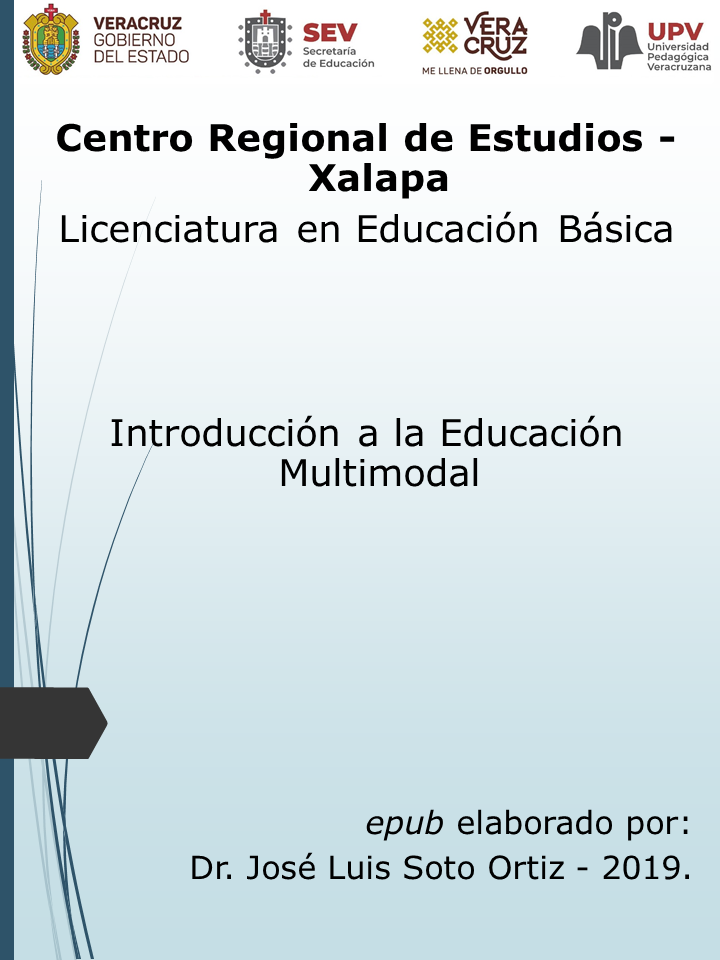 VERACRUZ
GOBIERNO
DEL ESTADO
SEV
Secretaría
de Educación
VERA
CRUZ
ME LLENA DE ORGULLO
UPV
Universidad
Pedagógica
Veracruzana
Centro Regional de Estudios -
Xalapa
Licenciatura en Educación Básica
Introducción a la Educación
Multimodal
epub elaborado por:
Dr. José Luis Soto Ortiz - 2019.